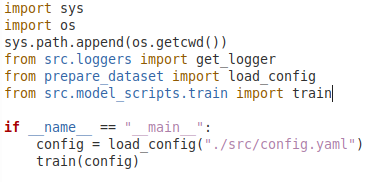 import sys
import os
sys.path.append(os.getcwd())
from src.loggers import get_logger
from prepare_dataset import load_config
from src.model_scripts.train import train

if __name__ == "__main__":
    config = load_config("./src/config.yaml")
    train(config)